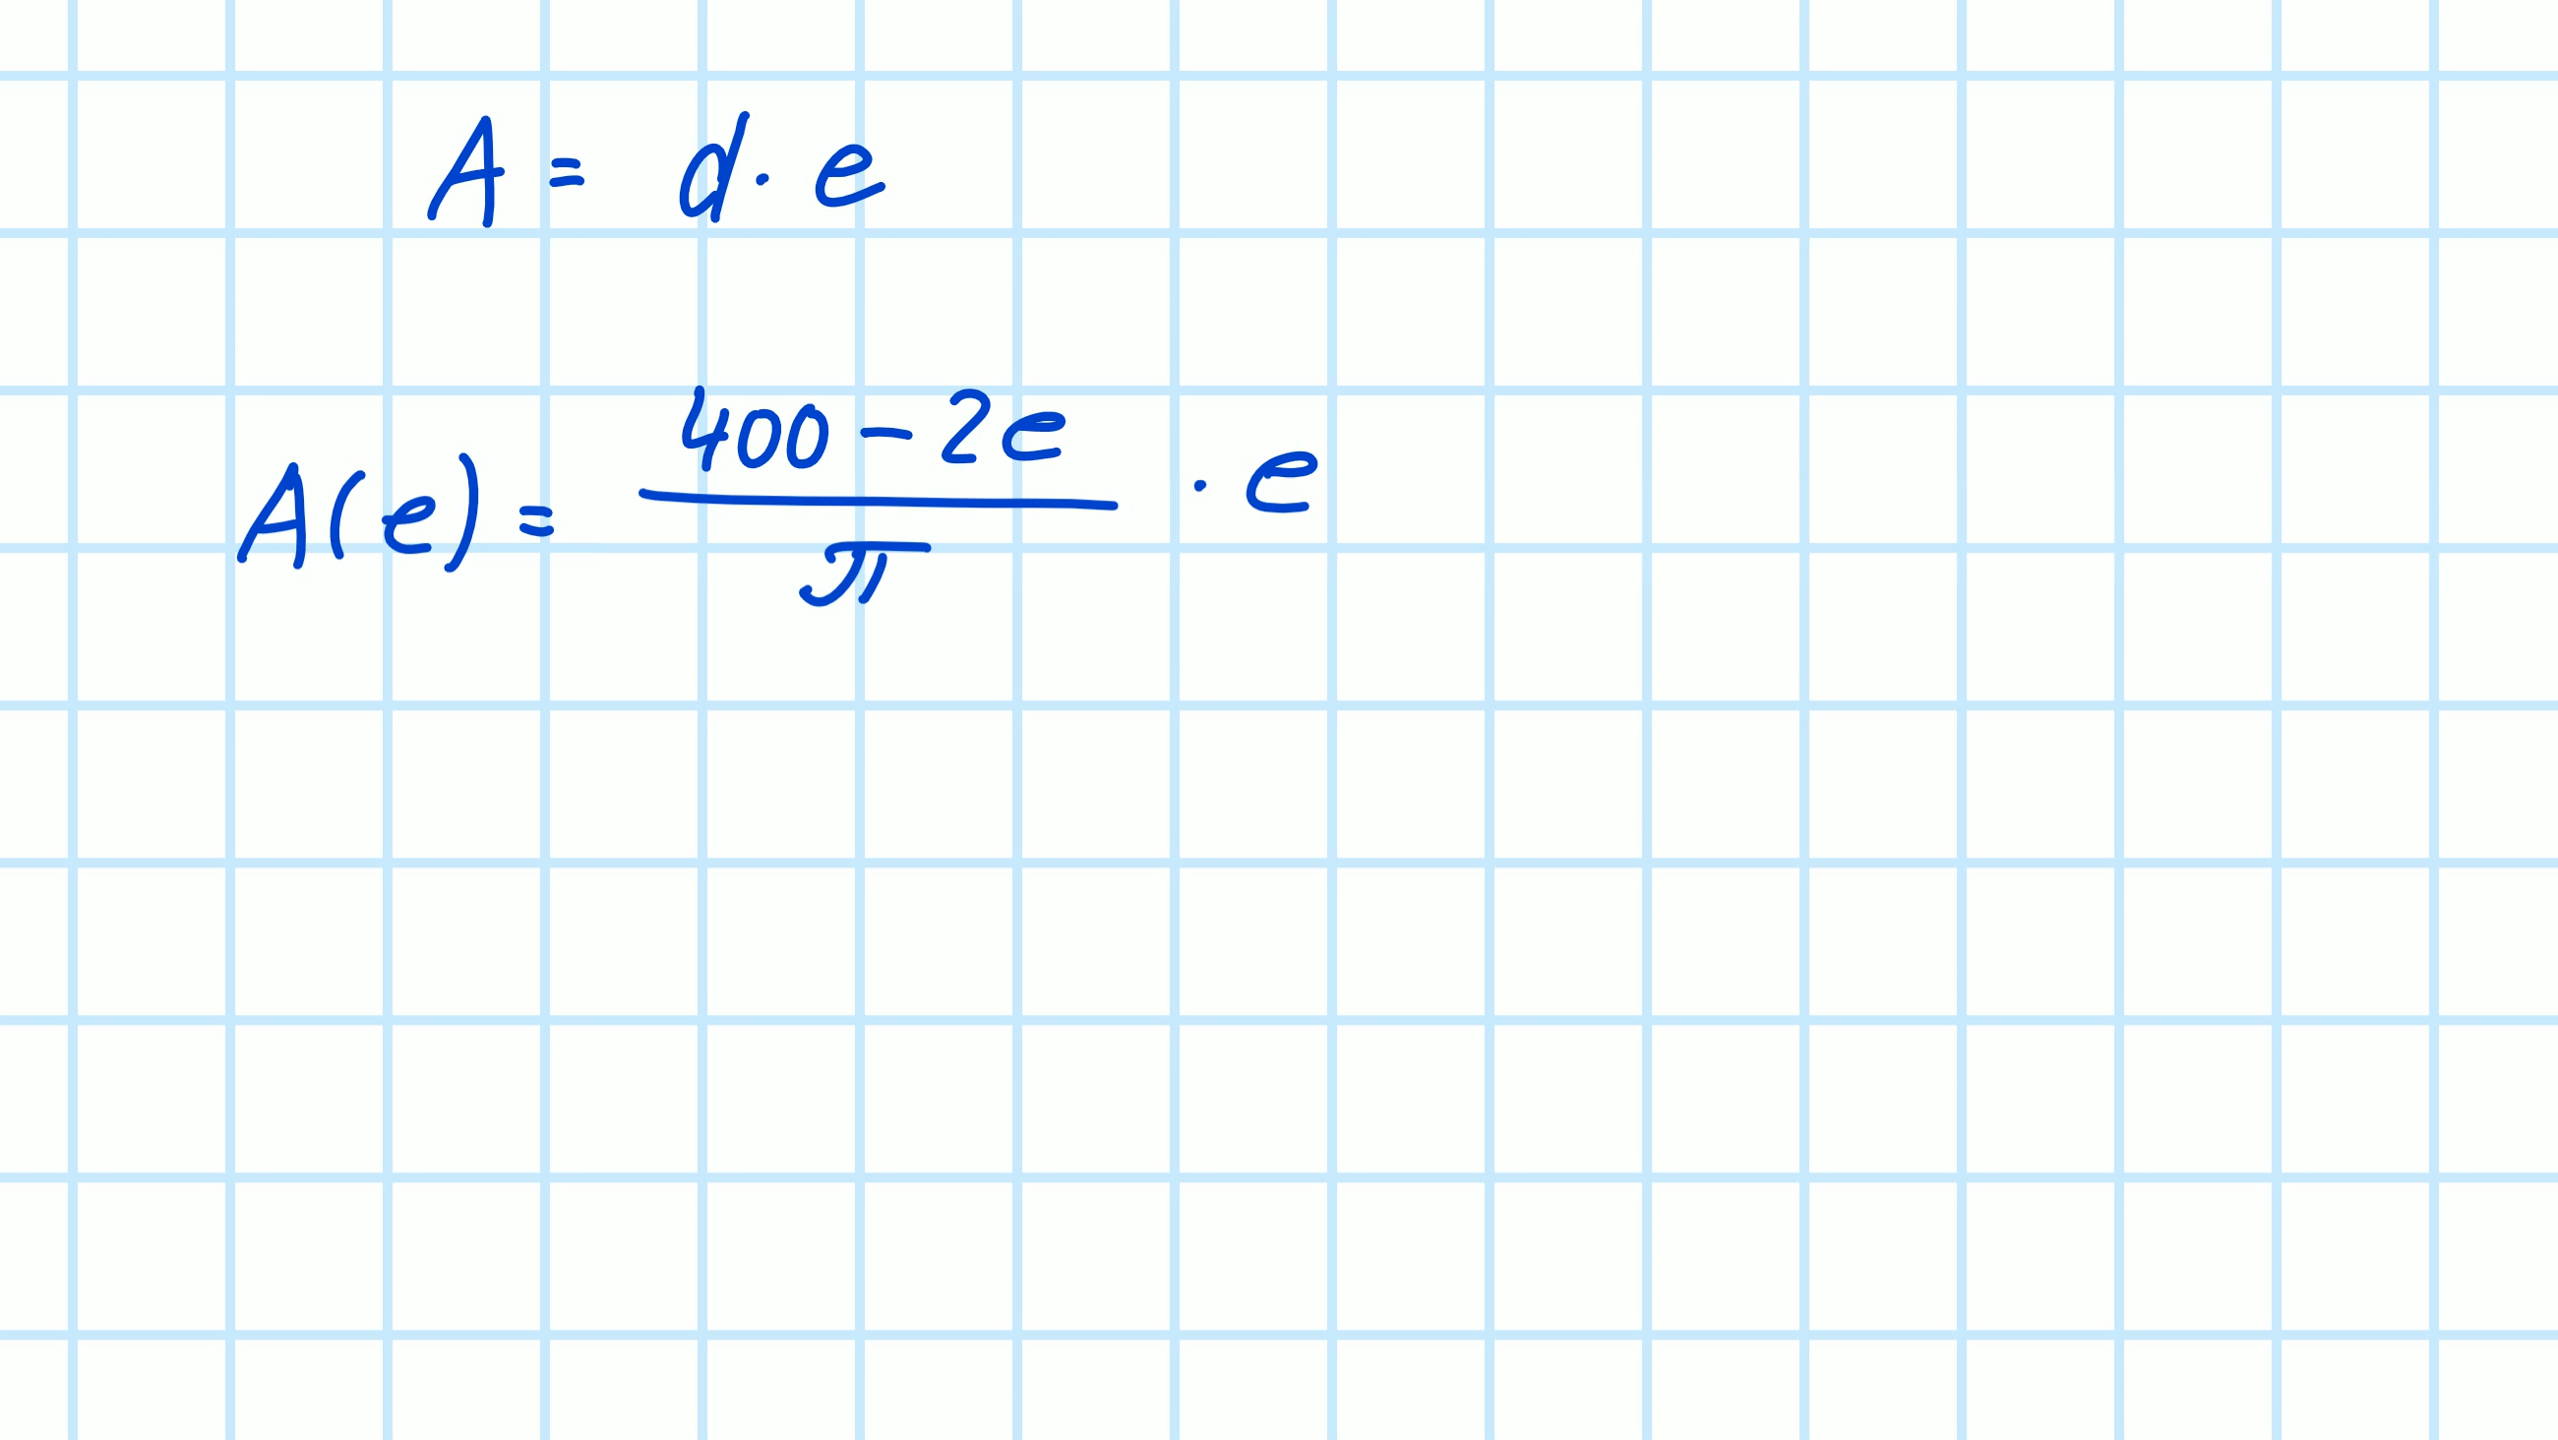 A = d · e
A(e) = (400 - 2e)/π · e